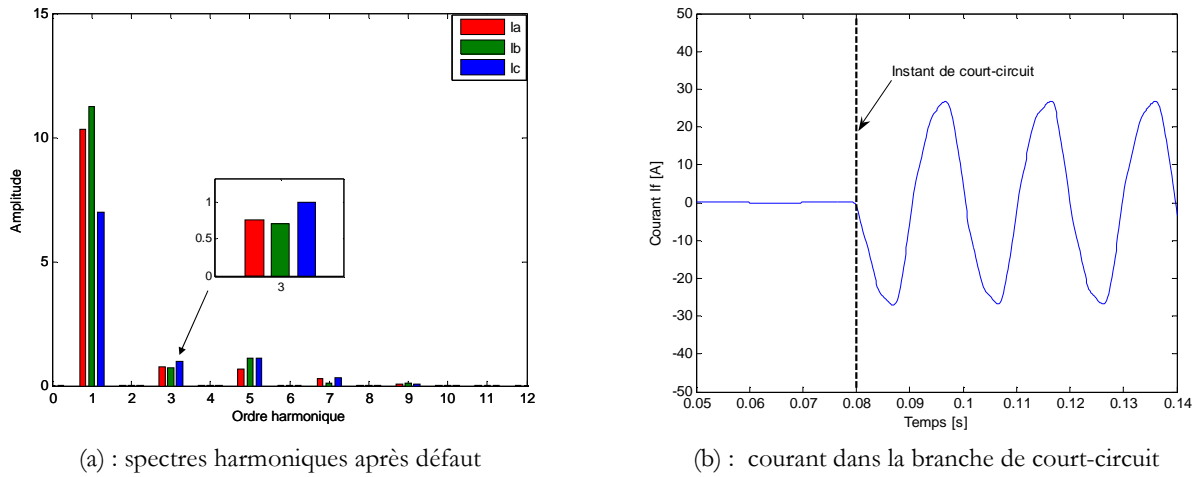 15
10
5
0
Amplitude
Ia
Ib
Ic
1
0.5
0
3
0 1 2 3 4 5 6 7 8 9 10 11 12
Ordre harmonique
(a) : spectres harmoniques après défaut
50
40
30
20
10
0
-10
-20
-30
-40
-50
Courant If [A]
Instant de court-circuit
0.05 0.06 0.07 0.08 0.09 0.1 0.11 0.12 0.13 0.14
Temps [s]
(b) : courant dans la branche de court-circuit